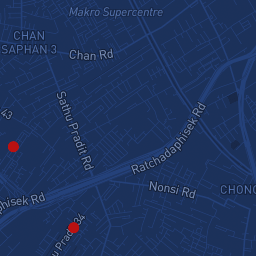 Makro Supercentre
CHAN
SAPHAN 3
Chan Rd
43
Sathu Pradit Rd
Ratchadaphisek Rd
Nonsi Rd
CHONG
phisek Rd
34